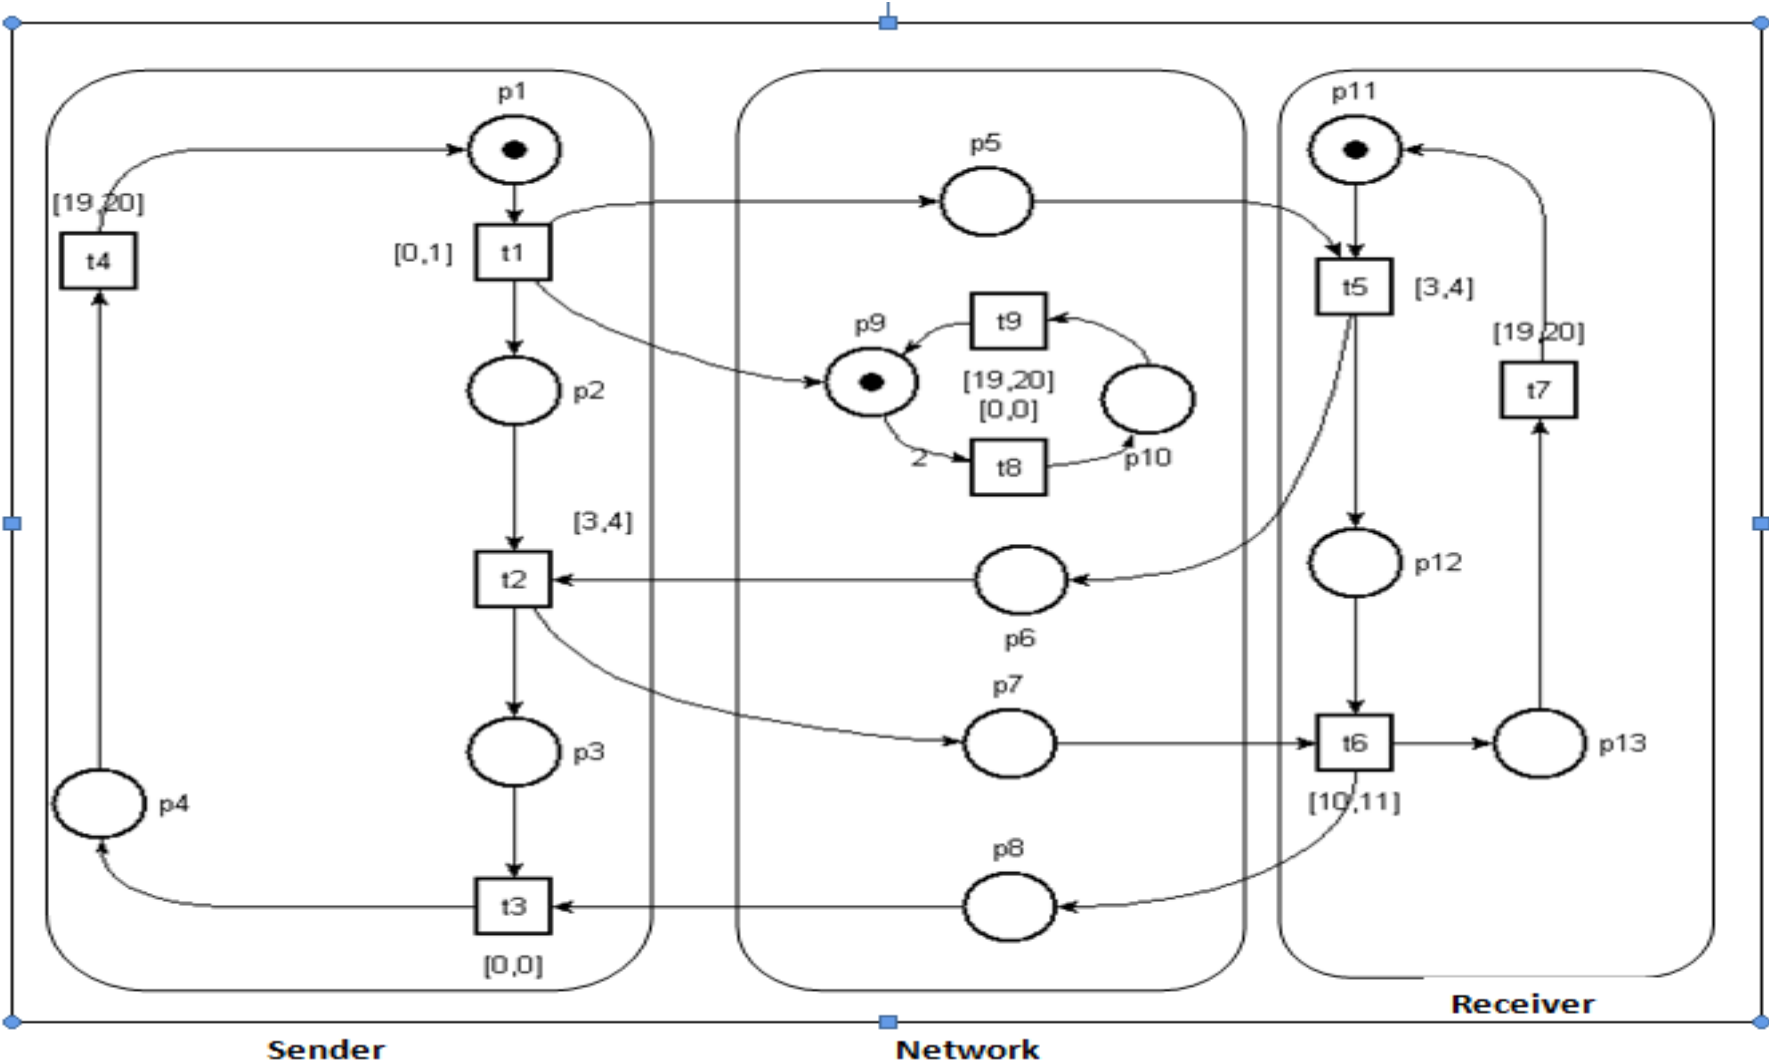 p1
p11
p5
[19,20]
t4
[0,1]
t1
t5
[3,4]
p9
t9
[19,20]
[19,20]
[0,0]
p2
t7
2
t8
p10
[3,4]
t2
p12
p6
p7
p3
t6
p13
p4
[10,11]
p8
t3
[0,0]
Receiver
Sender
Network